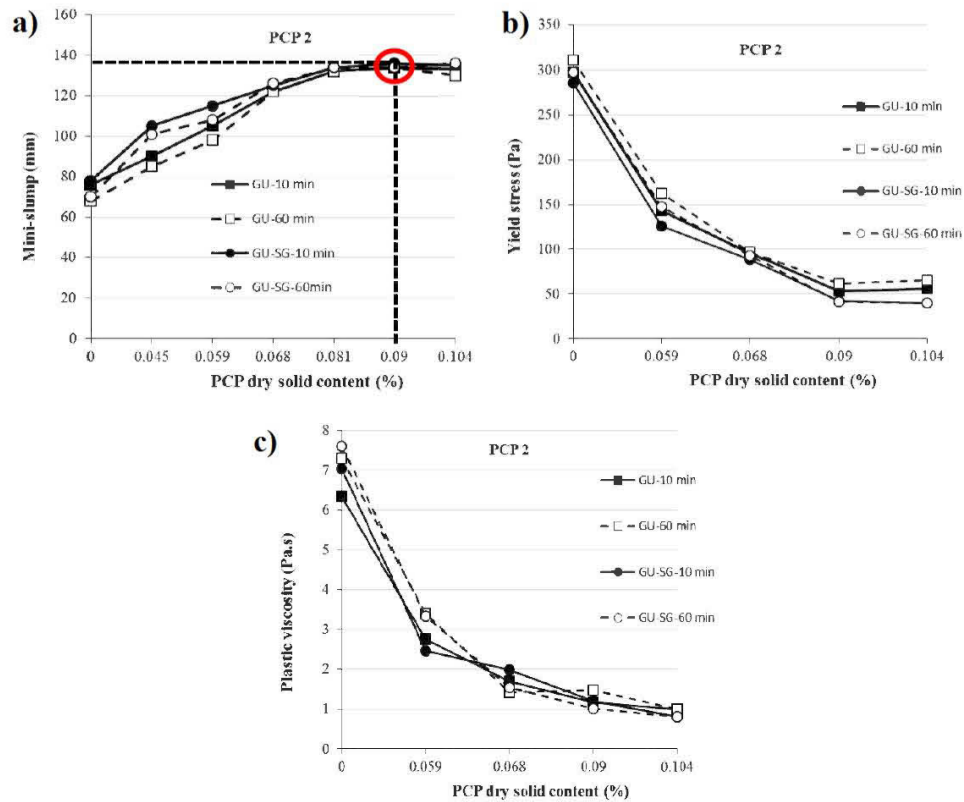 a)
PCP 2
Mini-slump (mm)
160
140
120
100
80
60
40
20
0
GU-10 min
GU-60 min
GU-SG-10 min
GU-SG-60min
0 0.045 0.059 0.068 0.081 0.09 0.104
PCP dry solid content (%)
b)
PCP 2
Yield stress (Pa)
350
300
250
200
150
100
50
0
GU-10 min
GU-60 min
GU-SG-10 min
GU-SG-60 min
0 0.059 0.068 0.09 0.104
PCP dry solid content (%)
c)
PCP 2
Plastic viscosity (Pa.s)
8
7
6
5
4
3
2
1
0
GU-10 min
GU-60 min
GU-SG-10 min
GU-SG-60 min
0 0.059 0.068 0.09 0.104
PCP dry solid content (%)